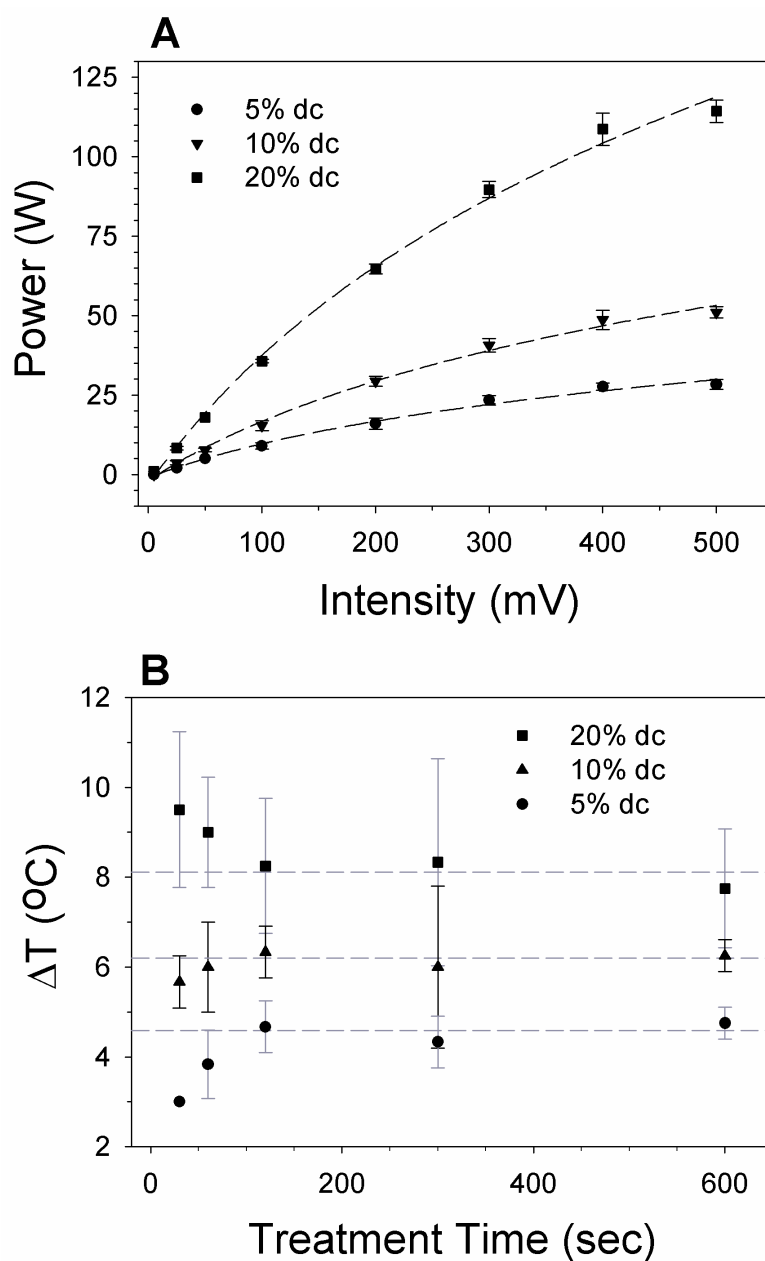 A
125
100
75
50
25
0
Power (W)
5% dc
10% dc
20% dc
0 100 200 300 400 500
Intensity (mV)
B
12
10
8
6
4
2
ΔT (ºC)
20% dc
10% dc
5% dc
0 200 400 600
Treatment Time (sec)